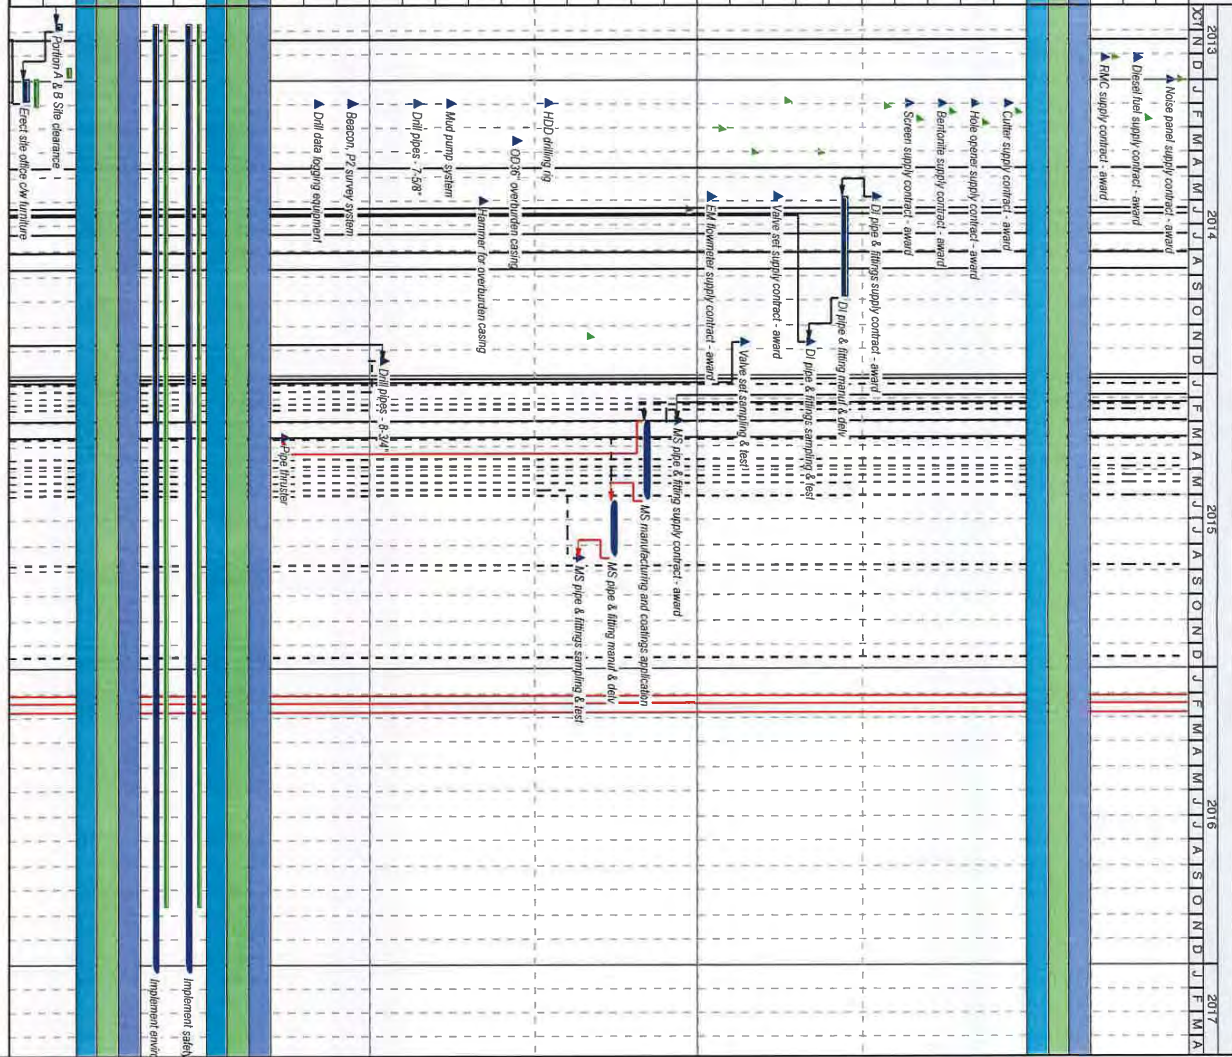 2013 2014 2015 2016 2017
N D J F M A M J J A S O N D J F M A M J J A S O N D J F M A M J J A S O N D J F M A
Noise panel supply contract - award
Diesel fuel supply contract - award
RMC supply contract - award
Cutter supply contract - award
Hole opener supply contract - award
Bentonite supply contract - award
Screen supply contract - award
DI pipe & fittings supply contract - award
DI pipe & fitting manuf & delv
DI pipe & fittings sampling & test
Valve set supply contract - award
Valve set sampling & test
EM flowmeter supply contract - award
MS pipe & fitting supply contract - award
MS manufacturing and coatings application
MS pipe & fitting manuf & delv
MS pipe & fittings sampling & test
HDD drilling rig
OD36" overburden casing
Hammer for overburden casing
Mud pump system
Drill pipes - 7-5/8"
Drill pipes - 8-3/4"
Beacon, P2 survey system
Drill data logging equipment
Pipe thruster
Implement safety
Implement enviro
Portion A & B Site clearance
Erect site office c/w furniture